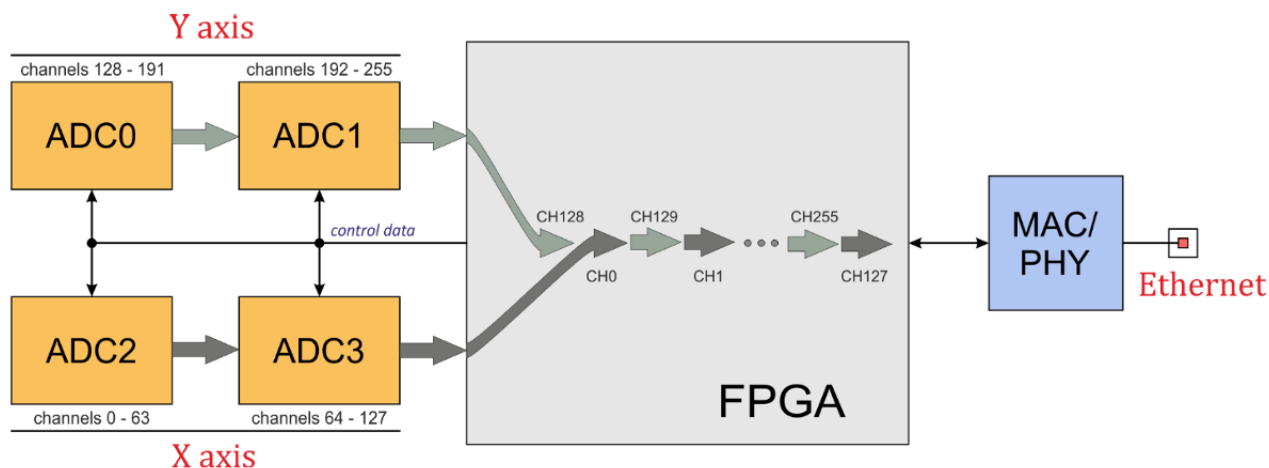 Y axis
channels 128 - 191
channels 192 - 255
ADC0
ADC1
control data
CH128
CH129
CH255
CH0
CH1
CH127
MAC/
PHY
Ethernet
ADC2
ADC3
FPGA
channels 0 - 63
channels 64 - 127
X axis